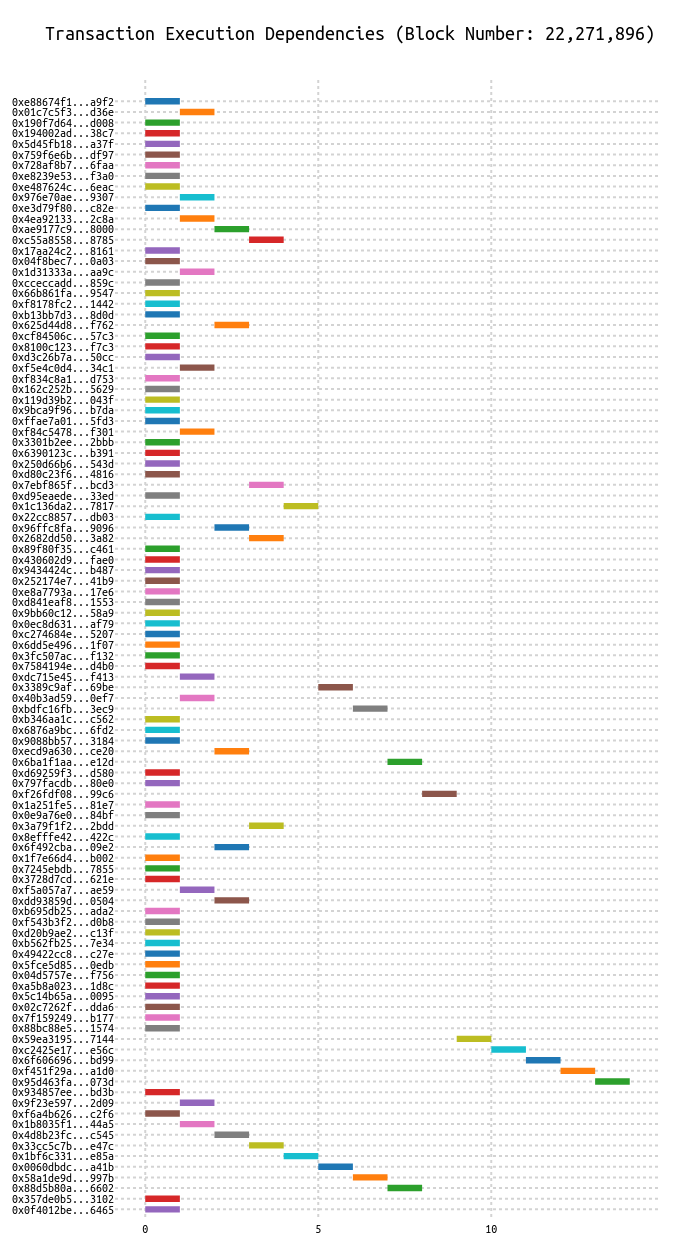 Transaction Execution Dependencies (Block Number: 22,271,896)
0xe88674f1...a9f2
0x01c7c5f3...d36e
0x190f7d64...d008
0x194002ad...38c7
0x5d45fb18...a37f
0x759f6e6b...df97
0x728af8b7...6faa
0xe8239e53...f3a0
0xe487624c...6eac
0x976e70ae...9307
0xe3d79f80...c82e
0x4ea92133...2c8a
0xae9177c9...8000
0xc55a8558...8785
0x17aa24c2...8161
0x04f8bec7...0a03
0x1d31333a...aa9c
0xcceccadd...859c
0x66b861fa...9547
0xf8178fc2...1442
0xb13bb7d3...8d0d
0x625d44d8...f762
0xcf84506c...57c3
0x8100c123...f7c3
0xd3c26b7a...50cc
0xf5e4c0d4...34c1
0xf834c8a1...d753
0x162c252b...5629
0x119d39b2...043f
0x9bca9f96...b7da
0xffae7a01...5fd3
0xf84c5478...f301
0x3301b2ee...2bbb
0x6390123c...b391
0x250d66b6...543d
0xd80c23f6...4816
0x7ebf865f...bcd3
0xd95eaede...33ed
0x1c136da2...7817
0x22cc8857...db03
0x96ffc8fa...9096
0x2682dd50...3a82
0x89f80f35...c461
0x430602d9...fae0
0x9434424c...b487
0x252174e7...41b9
0xe8a7793a...17e6
0xd841eaf8...1553
0x9bb60c12...58a9
0x0ec8d631...af79
0xc274684e...5207
0x6dd5e496...1f07
0x3fc507ac...f132
0x7584194e...d4b0
0xdc715e45...f413
0x3389c9af...69be
0x40b3ad59...0ef7
0xbdfc16fb...3ec9
0xb346aa1c...c562
0x6876a9bc...6fd2
0x9088bb57...3184
0xecd9a630...ce20
0x6ba1f1aa...e12d
0xd69259f3...d580
0x797facdb...80e0
0xf26fdf08...99c6
0x1a251fe5...81e7
0x0e9a76e0...84bf
0x3a79f1f2...2bdd
0x8efffe42...422c
0x6f492cba...09e2
0x1f7e66d4...b002
0x7245ebdb...7855
0x3728d7cd...621e
0xf5a057a7...ae59
0xdd93859d...0504
0xb695db25...ada2
0xf543b3f2...d0b8
0xd20b9ae2...c13f
0xb562fb25...7e34
0x49422cc8...c27e
0x5fce5d85...0edb
0x04d5757e...f756
0xa5b8a023...1d8c
0x5c14b65a...0095
0x02c7262f...dda6
0x7f159249...b177
0x88bc88e5...1574
0x59ea3195...7144
0xc2425e17...e56c
0x6f606696...bd99
0xf451f29a...a1d0
0x95d463fa...073d
0x934857ee...bd3b
0x9f23e597...2d09
0xf6a4b626...c2f6
0x1b8035f1...44a5
0x4d8b23fc...c545
0x33cc5c7b...e47c
0x1bf6c331...e85a
0x0060dbdc...a41b
0x58a1de9d...997b
0x88d5b80a...6602
0x357de0b5...3102
0x0f4012be...6465
0 5 10